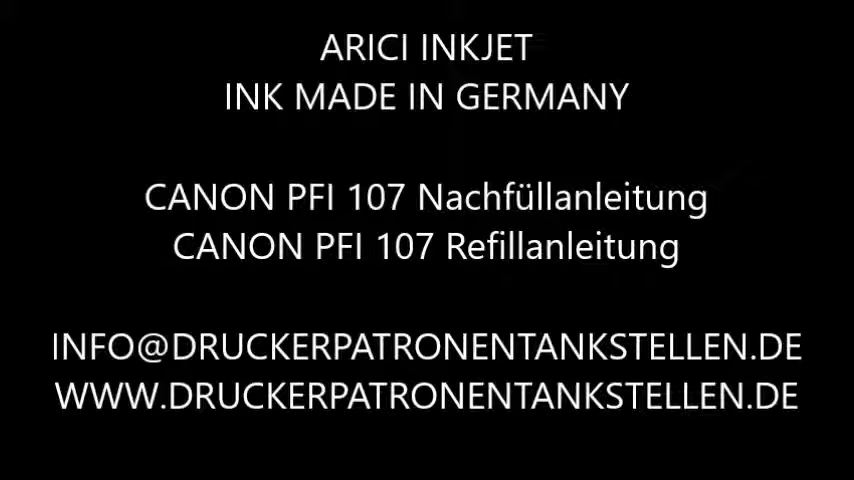 ARICI INKJET
INK MADE IN GERMANY
CANON PFI 107 Nachfüllanleitung
CANON PFI 107 Refillanleitung
INFO@DRUCKERPATRONENTANKSTELLEN.DE
WWW.DRUCKERPATRONENTANKSTELLEN.DE